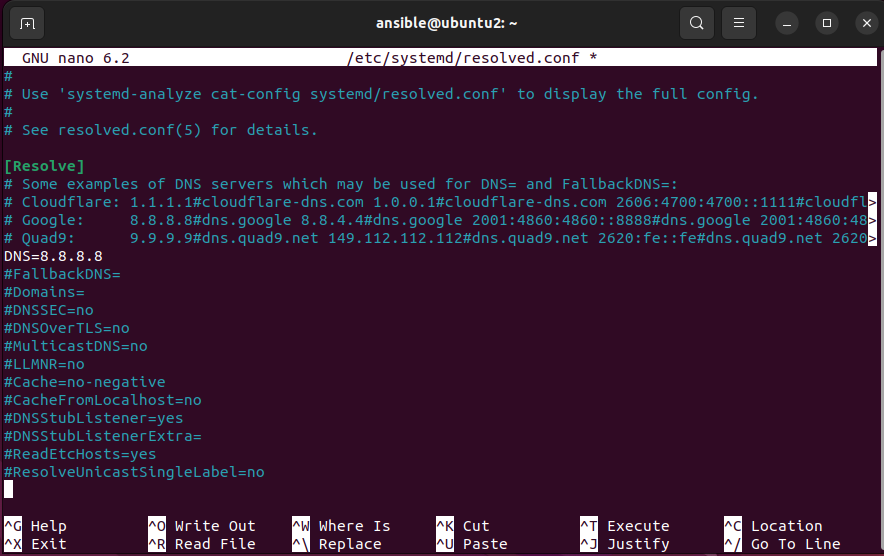 ansible@ubuntu2: ~
GNU nano 6.2 /etc/systemd/resolved.conf *
#
# Use 'systemd-analyze cat-config systemd/resolved.conf' to display the full config.
#
# See resolved.conf(5) for details.
[Resolve]
# Some examples of DNS servers which may be used for DNS= and FallbackDNS=:
# Cloudflare: 1.1.1.1#cloudflare-dns.com 1.0.0.1#cloudflare-dns.com 2606:4700:4700::1111#cloudfl>
# Google: 8.8.8.8#dns.google 8.8.4.4#dns.google 2001:4860:4860::8888#dns.google 2001:4860:48>
# Quad9: 9.9.9.9#dns.quad9.net 149.112.112.112#dns.quad9.net 2620:fe::fe#dns.quad9.net 2620>
DNS=8.8.8.8
#FallbackDNS=
#Domains=
#DNSSEC=no
#DNSOverTLS=no
#MulticastDNS=no
#LLMNR=no
#Cache=no-negative
#CacheFromLocalhost=no
#DNSStubListener=yes
#DNSStubListenerExtra=
#ReadEtcHosts=yes
#ResolveUnicastSingleLabel=no
^G Help ^O Write Out ^W Where Is ^K Cut ^T Execute ^C Location
^X Exit ^R Read File ^\ Replace ^U Paste ^J Justify ^/ Go To Line